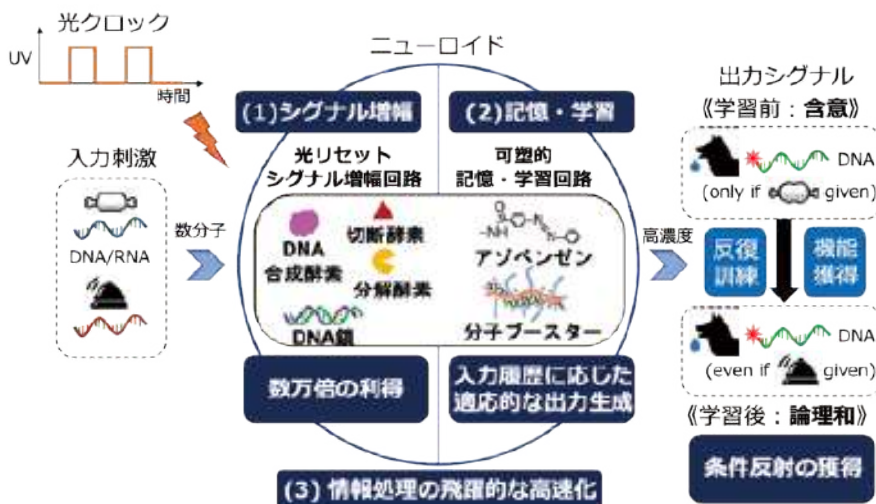 光クロック
UV
時間
ニューロイド
(1)シグナル増幅
(2)記憶・学習
出力シグナル
《学習前：含意》
入力刺激
光リセット
シグナル増幅回路
可塑的
記憶・学習回路
DNA
(only if
given)
数分子
DNA/RNA
DNA
合成酵素
切断酵素
分解酵素
DNA鎖
-NH
アゾベンゼン
分子ブースター
高濃度
反復
訓練
機能
獲得
DNA
(even if
given)
数万倍の利得
入力履歴に応じた
適応的な出力生成
《学習後：論理和》
条件反射の獲得
(3) 情報処理の飛躍的な高速化